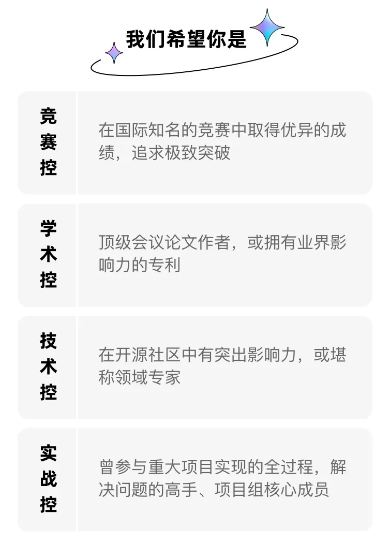 我们希望你是
竞赛控
在国际知名的竞赛中取得优异的成
绩，追求极致突破
学术控
顶级会议论文作者，或拥有业界影
响力的专利
技术控
在开源社区中有突出影响力，或堪
称领域专家
实战控
曾参与重大项目实现的全过程，解
决问题的高手、项目组核心成员